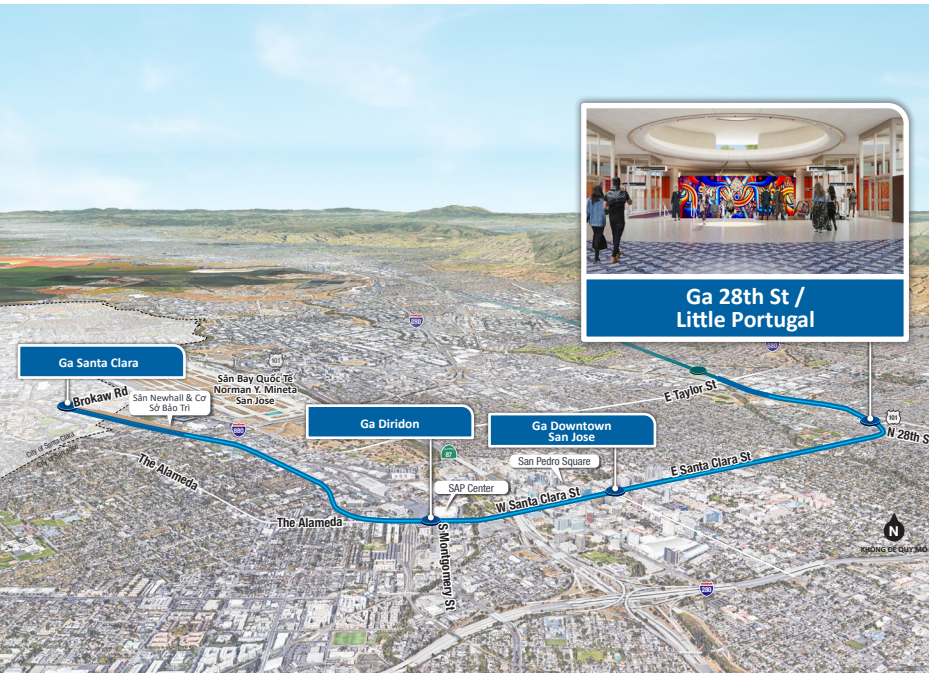 Ga 28th St /
Little Portugal
880
880
Ga Santa Clara
101
Brokaw Rd
Sân Newhall & Cơ
Sở Bảo Trì
Sân Bay Quốc Tế
Norman Y. Mineta
San Jose
E Taylor St
880
Ga Diridon
Ga Downtown
San Jose
101
N 28th S
City of Santa Clara
The Alameda
87
San Pedro Square
E Santa Clara St
SAP Center
W Santa Clara St
The Alameda
S Montgomery St
N
KHÔNG ĐỂ QUY MÔ
280